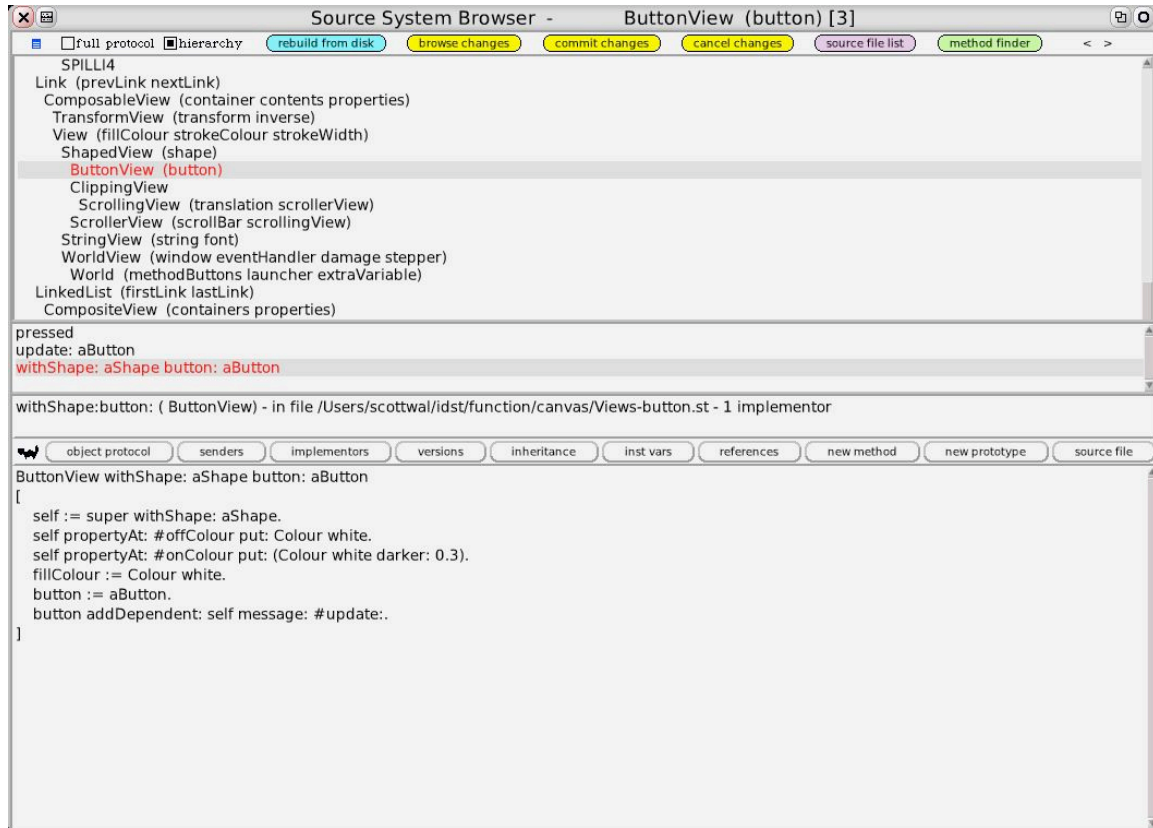 Source System Browser - ButtonView (button) [3]
full protocol hierarchy rebuild from disk browse changes commit changes cancel changes source file list method finder < >
SPILLI4
Link (prevLink nextLink)
ComposableView (container contents properties)
TransformView (transform inverse)
View (fillColour strokeColour strokeWidth)
ShapedView (shape)
ButtonView (button)
ClippingView
ScrollingView (translation scrollerView)
ScrollerView (scrollBar scrollingView)
StringView (string font)
WorldView (window eventHandler damage stepper)
World (methodButtons launcher extraVariable)
LinkedList (firstLink lastLink)
CompositeView (containers properties)
pressed
update: aButton
withShape: aShape button: aButton
withShape:button: ( ButtonView) - in file /Users/scottwal/idst/function/canvas/Views-button.st - 1 implementor
object protocol senders implementors versions inheritance inst vars references new method new prototype source file
ButtonView withShape: aShape button: aButton
[
self := super withShape: aShape.
self propertyAt: #offColour put: Colour white.
self propertyAt: #onColour put: (Colour white darker: 0.3).
fillColour := Colour white.
button := aButton.
button addDependent: self message: #update:.
]